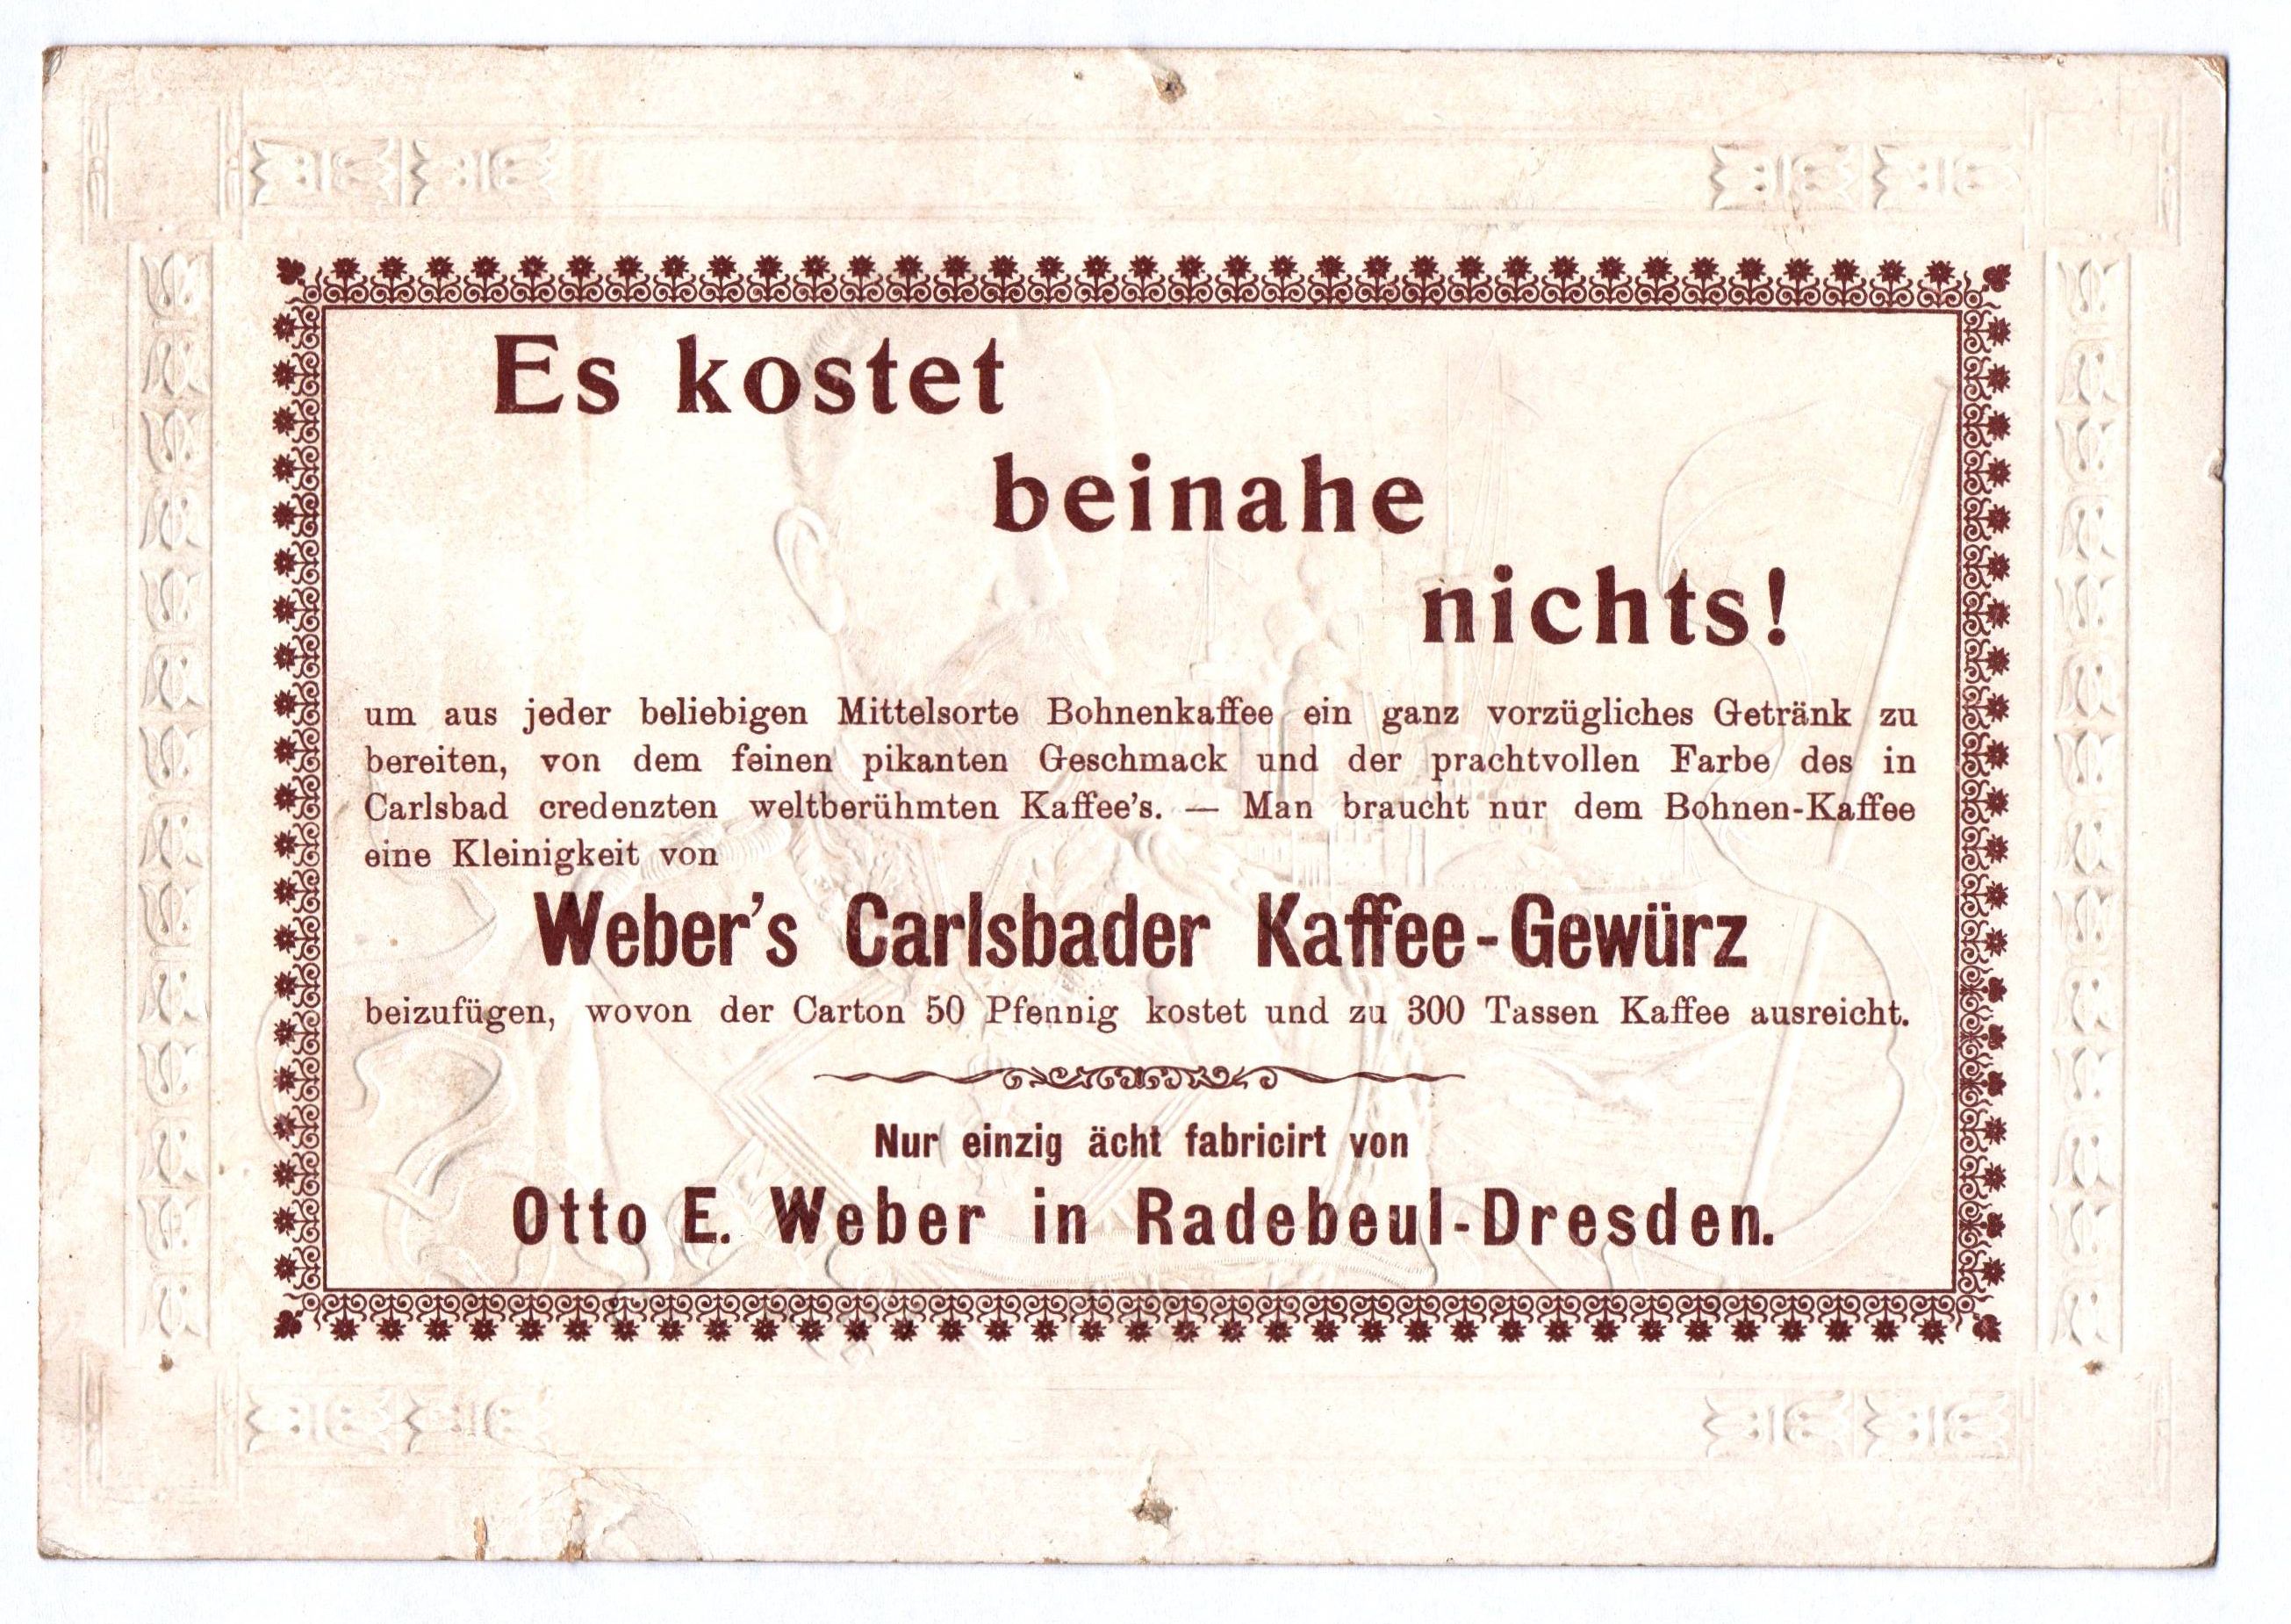 Es kostet
beinahe
nichts!
um aus jeder beliebigen Mittelsorte Bohnenkaffee ein ganz vorzügliches Getränk zu
bereiten, von dem feinen pikanten Geschmack und der prachtvollen Farbe des in
Carlsbad credenzten weltberühmten Kaffee's. — Man braucht nur dem Bohnen-Kaffee
eine Kleinigkeit von
Weber's Carlsbader Kaffee-Gewürz
beizufügen, wovon der Carton 50 Pfennig kostet und zu 300 Tassen Kaffee ausreicht.
Nur einzig ächt fabricirt von
Otto E. Weber in Radebeul-Dresden.